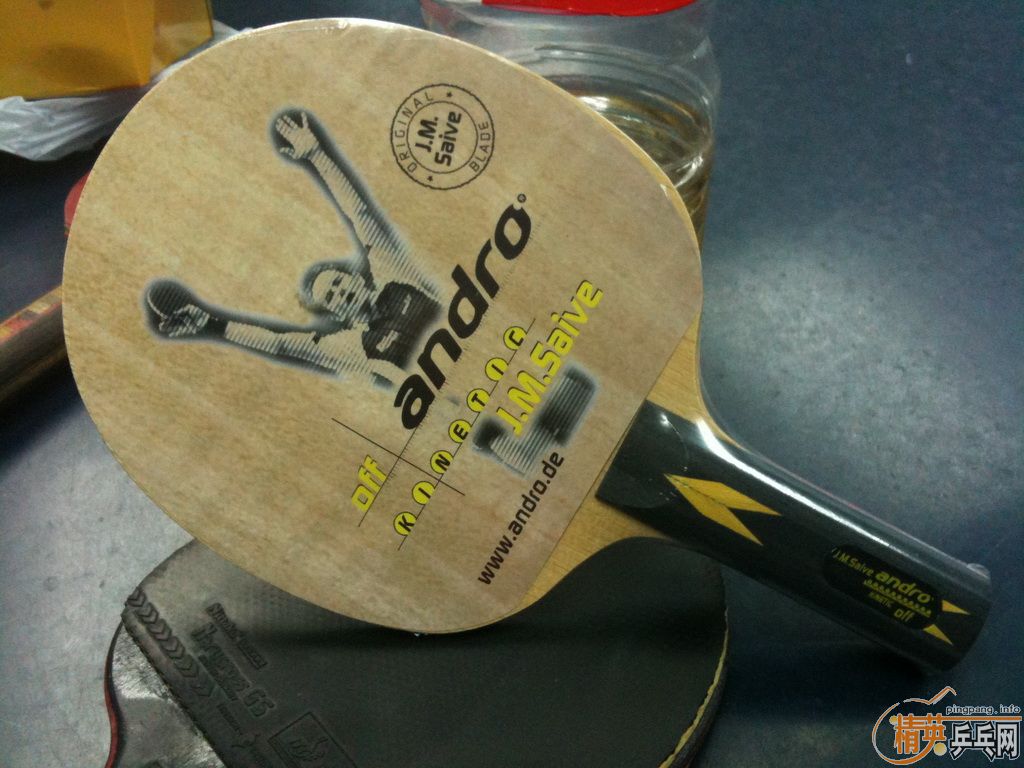 ORIGINAL
J.M.
Saive
BLADE
andro
off
KINETIC
J.M.Saive
www.andro.de
J.M.Saive andro
KINETIC off
pingpang.info
精英乒乓网